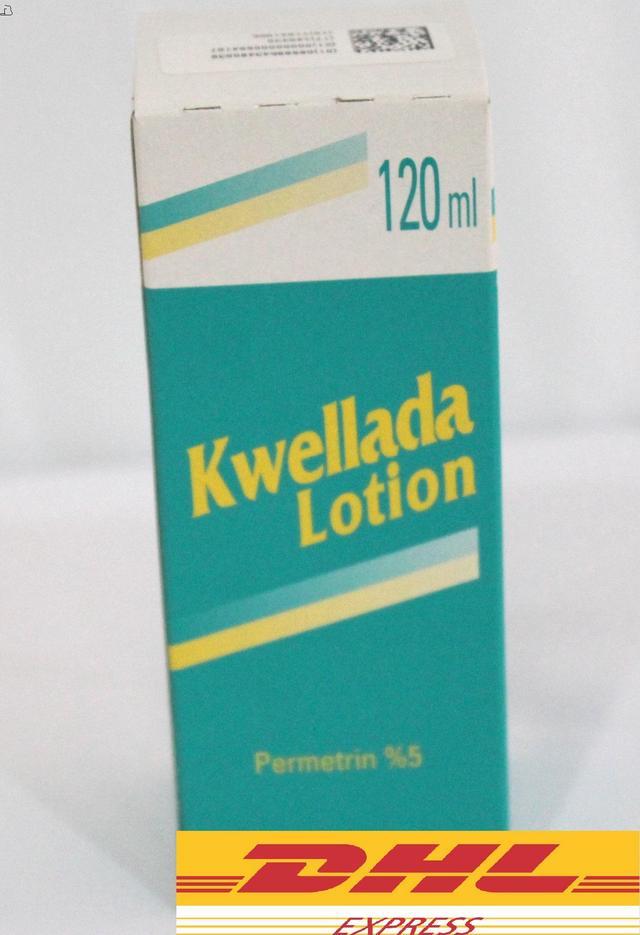 120 ml
Kwellada
Lotion
Permetrin %5
DHL
EXPRESS